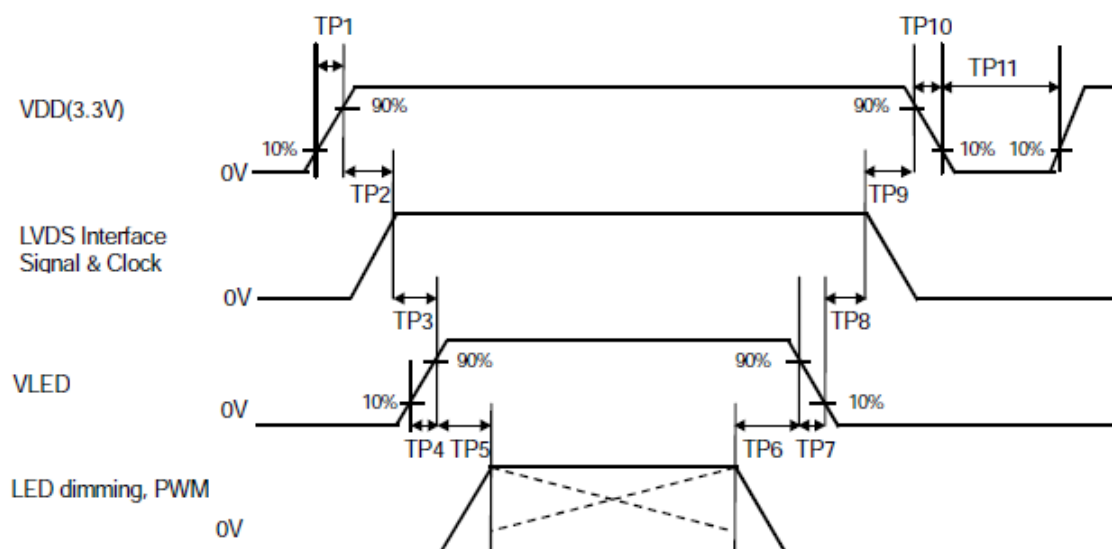 TP1
TP10
TP11
VDD(3.3V)
90%
90%
10%
10%
10%
0V
TP2
TP9
LVDS Interface
Signal & Clock
0V
TP3
TP8
VLED
90%
90%
10%
10%
0V
TP4
TP5
TP6
TP7
LED dimming, PWM
0V